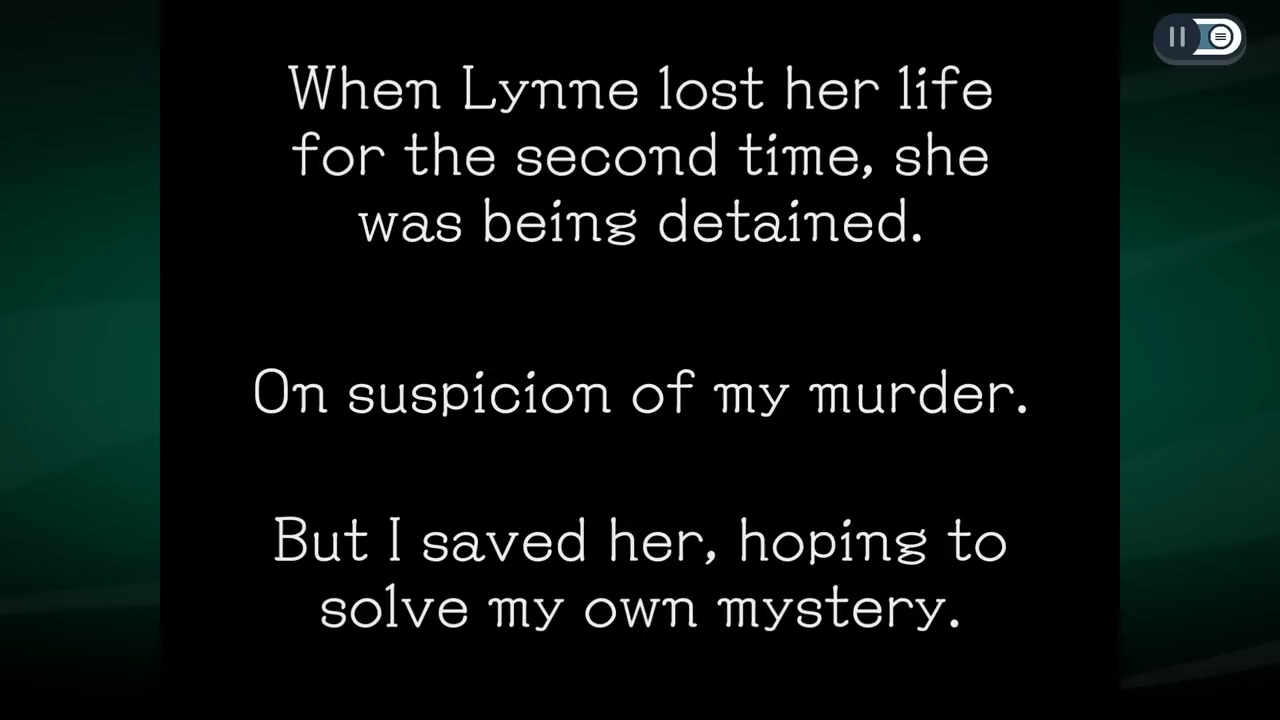 When Lynne lost her life
for the second time, she
was being detained.
On suspicion of my murder.
But I saved her, hoping to
solve my own mystery.